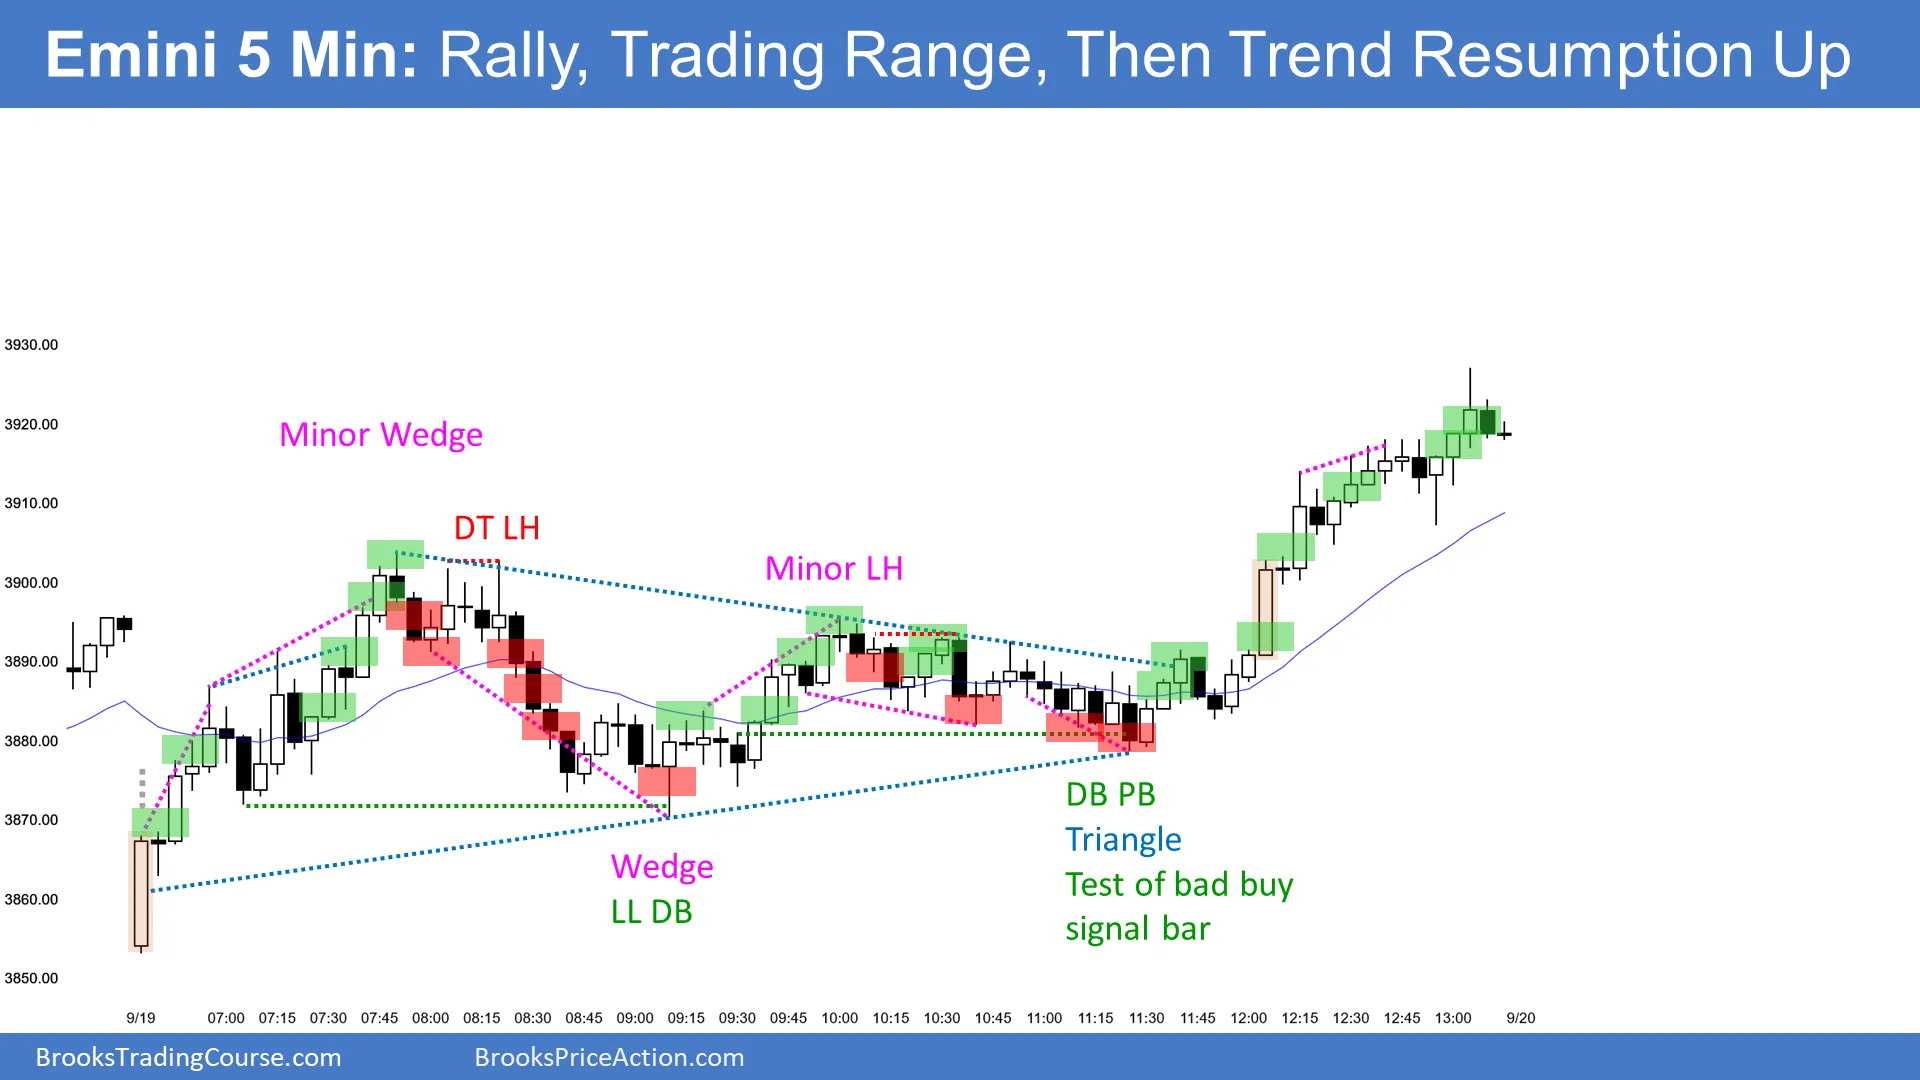 Emini 5 Min: Rally, Trading Range, Then Trend Resumption Up
3930.00
3920.00
3910.00
3900.00
3890.00
3880.00
3870.00
3860.00
3850.00
Minor Wedge
DT LH
Minor LH
Wedge
LL DB
DB PB
Triangle
Test of bad buy
signal bar
9/19 07:00 07:15 07:30 07:45 08:00 08:15 08:30 08:45 09:00 09:15 09:30 09:45 10:00 10:15 10:30 10:45 11:00 11:15 11:30 11:45 12:00 12:15 12:30 12:45 13:00 9/20
BrooksTradingCourse.com BrooksPriceAction.com